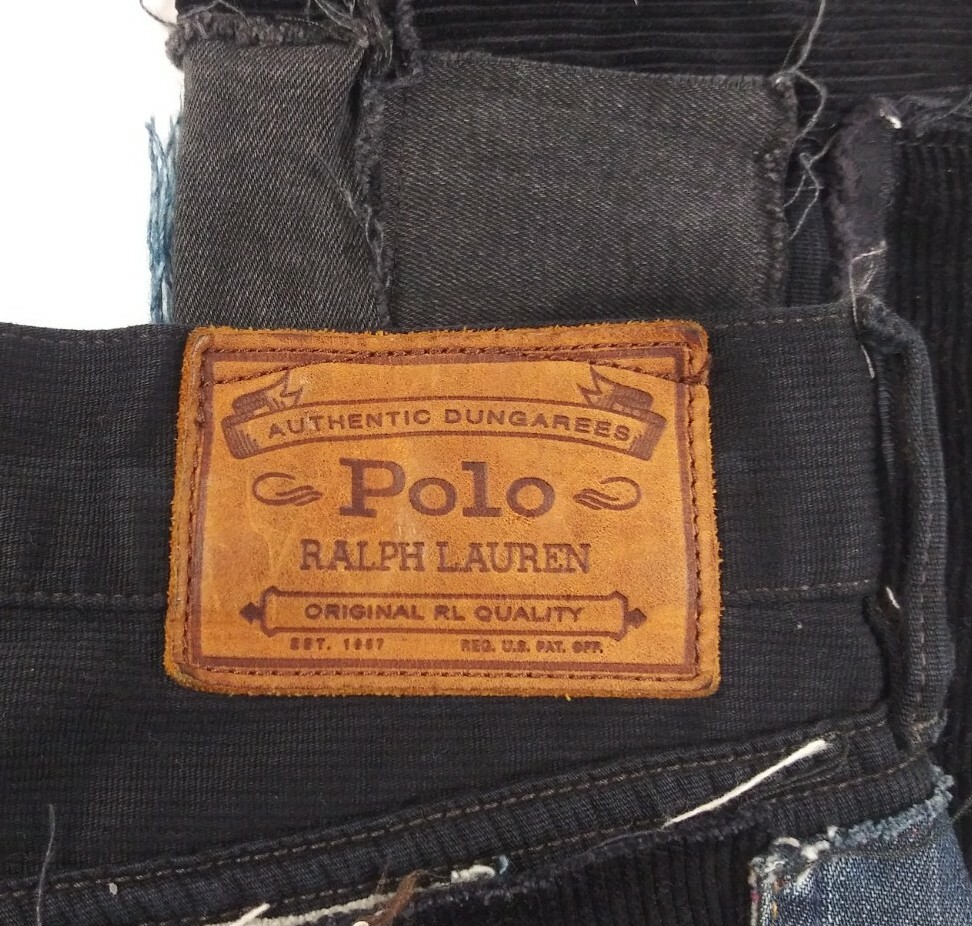 AUTHENTIC DUNGAREES
Polo
RALPH LAUREN
ORIGINAL RL QUALITY
EST. 1967 REG. U.S. PAT. OFF.